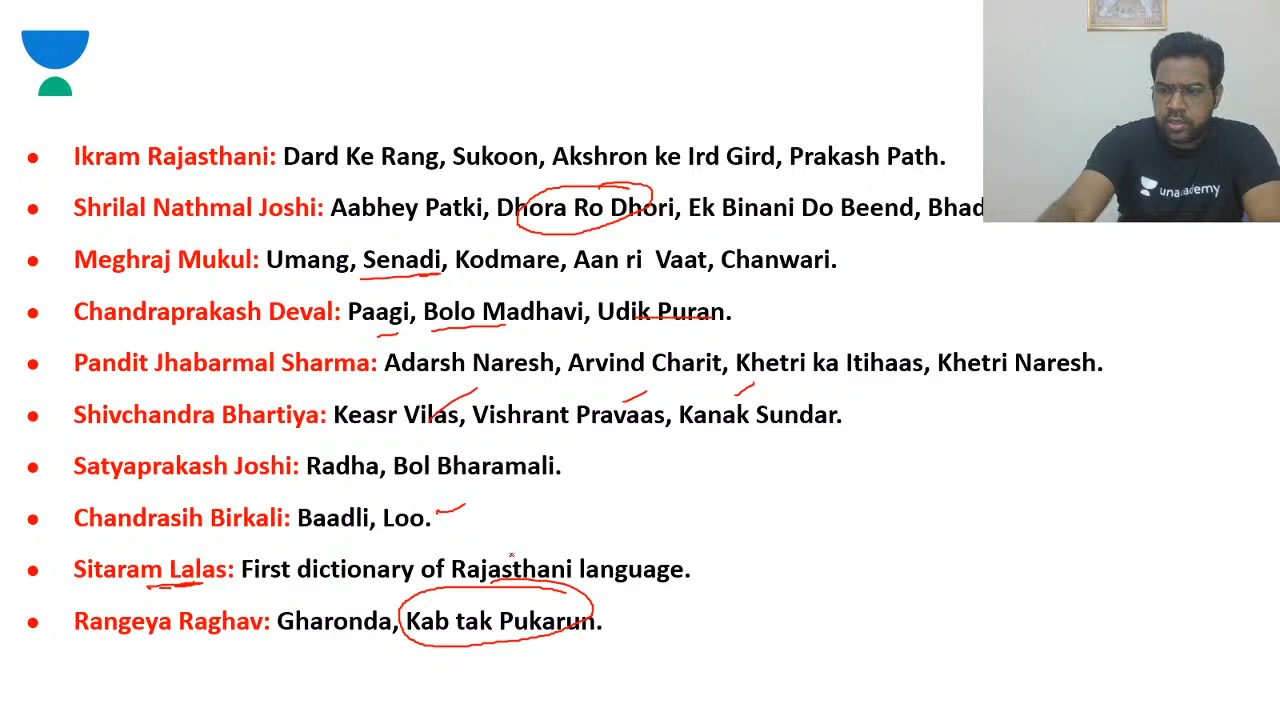 unacademy
Ikram Rajasthani: Dard Ke Rang, Sukoon, Akshron ke Ird Gird, Prakash Path.
Shrilal Nathmal Joshi: Aabhey Patki, Dhora Ro Dhori, Ek Binani Do Beend, Bhad
Meghraj Mukul: Umang, Senadi, Kodmare, Aan ri Vaat, Chanwari.
Chandraprakash Deval: Paagi, Bolo Madhavi, Udik Puran.
Pandit Jhabarmal Sharma: Adarsh Naresh, Arvind Charit, Khetri ka Itihaas, Khetri Naresh.
Shivchandra Bhartiya: Keasr Vilas, Vishrant Pravaas, Kanak Sundar.
Satyaprakash Joshi: Radha, Bol Bharamali.
Chandrasih Birkali: Baadli, Loo.
Sitaram Lalas: First dictionary of Rajasthani language.
Rangeya Raghav: Gharonda, Kab tak Pukarun.